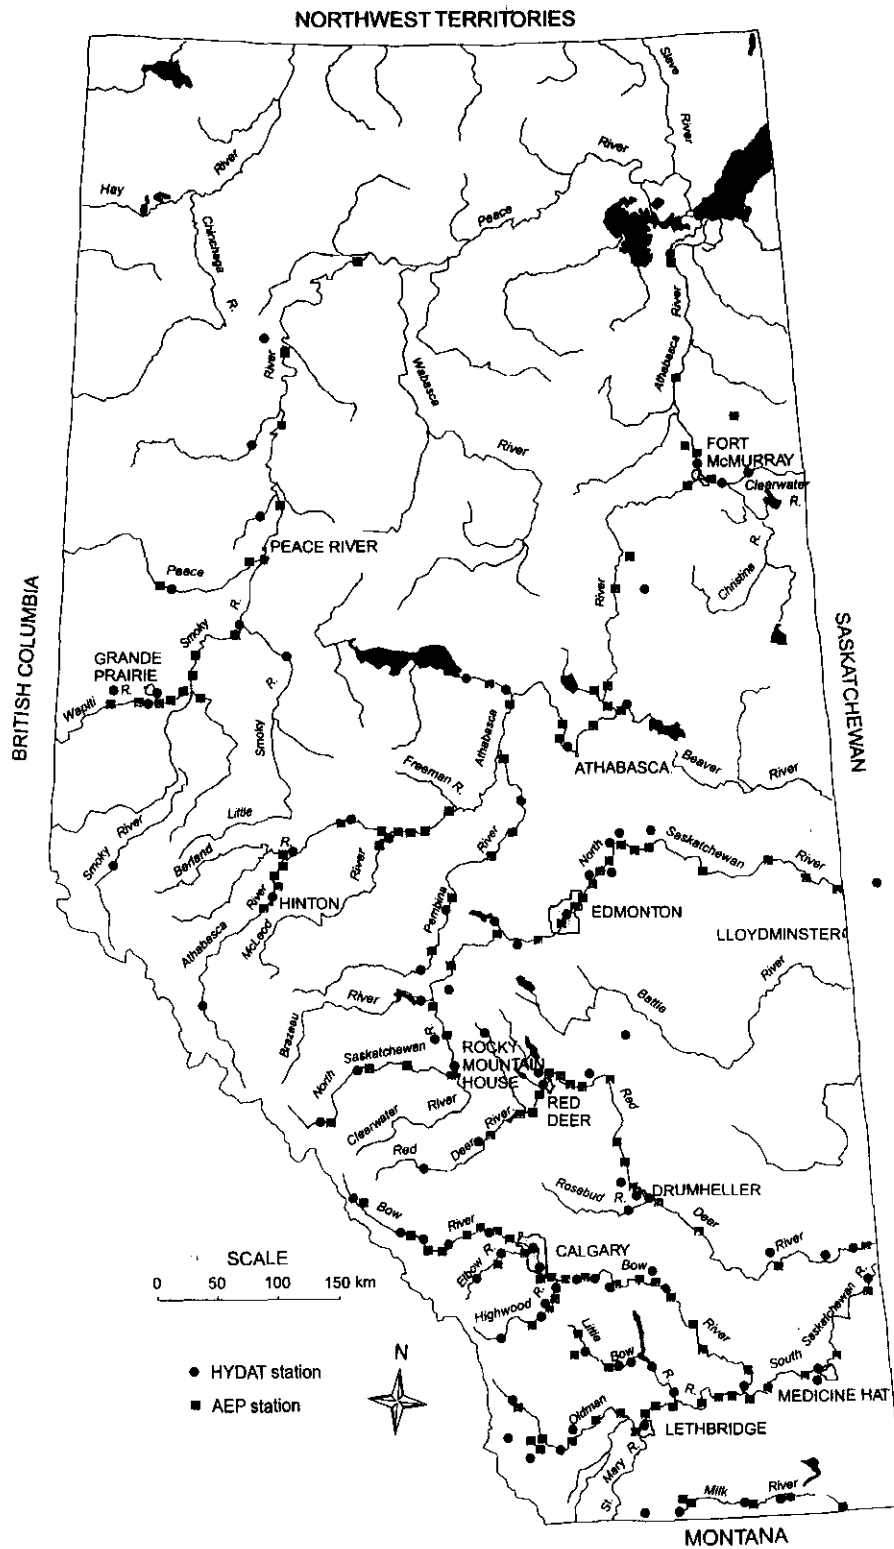 NORTHWEST TERRITORIES
Slave
River
River
River
Hay
Peace
Chinchaga
R.
River
Athabasca
River
Wabasca
River
FORT
McMURRAY
Clearwater
R.
PEACE RIVER
Peace
R.
Christina
River
R.
Smoky
GRANDE
PRAIRIE
R.
Wapiti
R.
Smoky
BRITISH COLUMBIA
SASKATCHEWAN
Athabasca
Freeman R.
ATHABASCA
Beaver
River
Little
River
Smoky
Berland
R.
River
River
North
Saskatchewan
River
River
HINTON
Athabasca
McLeod
Pembina
EDMONTON
LLOYDMINSTER
River
Battle
River
Brazeau
R.
Saskatchewan
North
ROCKY
MOUNTAIN
HOUSE
Clearwater
River
River
RED
DEER
Red
Red
Deer
Rosebud
R.
DRUMHELLER
Deer
River
Bow
River
R.
Elbow
CALGARY
Bow
SCALE
0 50 100 150 km
Highwood
R.
Little
Bow
River
R.
Saskatchewan
R.
South
MEDICINE HAT
N
HYDAT station
AEP station
Oldman
R.
LETHBRIDGE
R.
Mary
St.
Milk
River
MONTANA